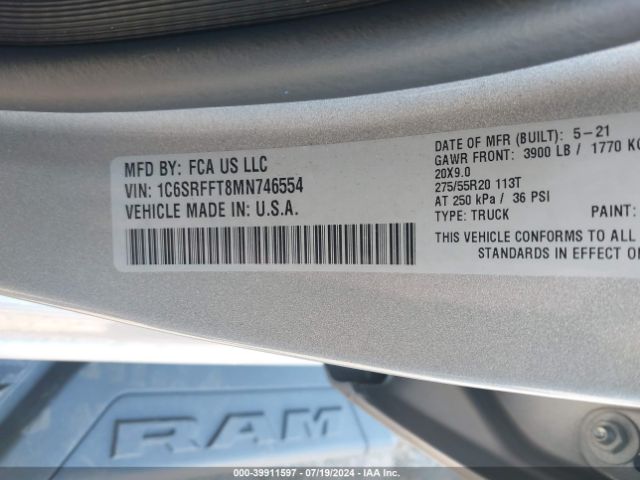 MFD BY: FCA US LLC
VIN: 1C6SRFFT8MN746554
VEHICLE MADE IN: U.S.A.
DATE OF MFR (BUILT): 5-21
GAWR FRONT: 3900 LB / 1770 KG
20X9.0
275/55R20 113T
AT 250 kPa / 36 PSI
TYPE: TRUCK PAINT:
THIS VEHICLE CONFORMS TO ALL
STANDARDS IN EFFECT ON
RAM
000-39911597 - 07/19/2024 - IAA Inc.